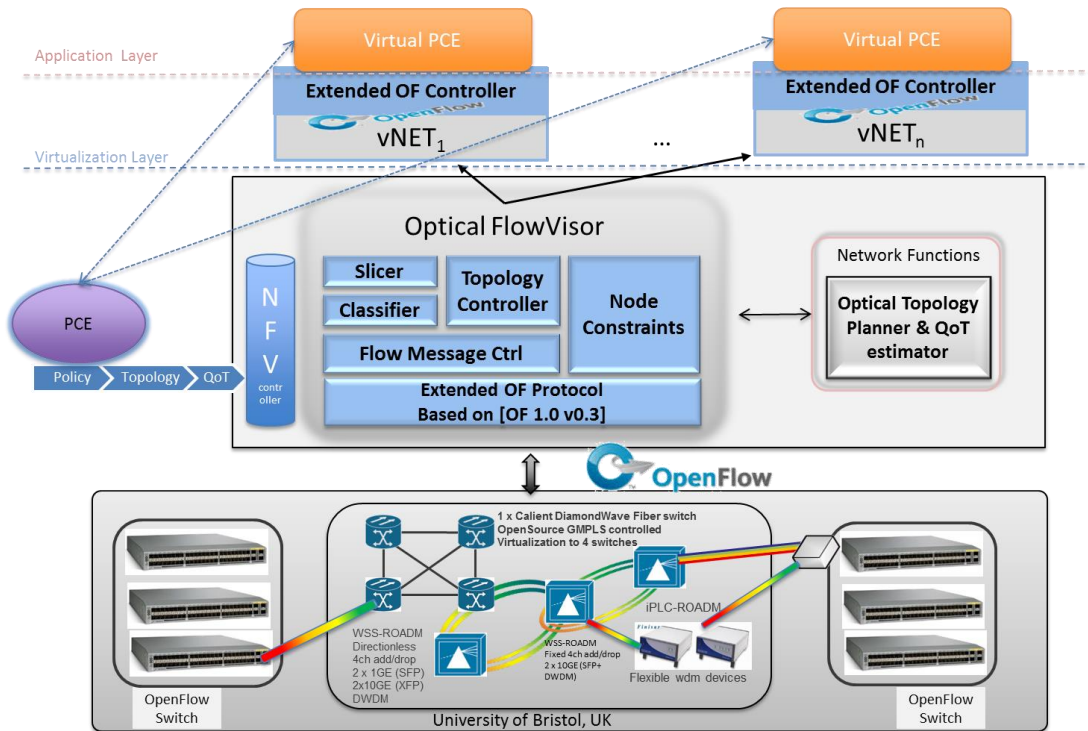 Application Layer
Virtual PCE
Virtual PCE
Extended OF Controller
OpenFlow
vNET1
Extended OF Controller
OpenFlow
vNETn
...
Virtualization Layer
Optical FlowVisor
Slicer
Classifier
Topology
Controller
Node
Constraints
Flow Message Ctrl
Extended OF Protocol
Based on [OF 1.0 v0.3]
Network Functions
Optical Topology
Planner & QoT
estimator
PCE
Policy
Topology
QoT
N
F
V
contr
oller
OpenFlow
TM
1 x Calient DiamondWave Fiber switch
OpenSource GMPLS controlled
Virtualization to 4 switches
iPLC-ROADM
WSS-ROADM
Directionless
4ch add/drop
2 x 1GE (SFP)
2x10GE (XFP)
DWDM
WSS-ROADM
Fixed 4ch add/drop
2 x 10GE (SFP+
DWDM)
Finisar
Flexible wdm devices
OpenFlow
Switch
OpenFlow
Switch
University of Bristol, UK